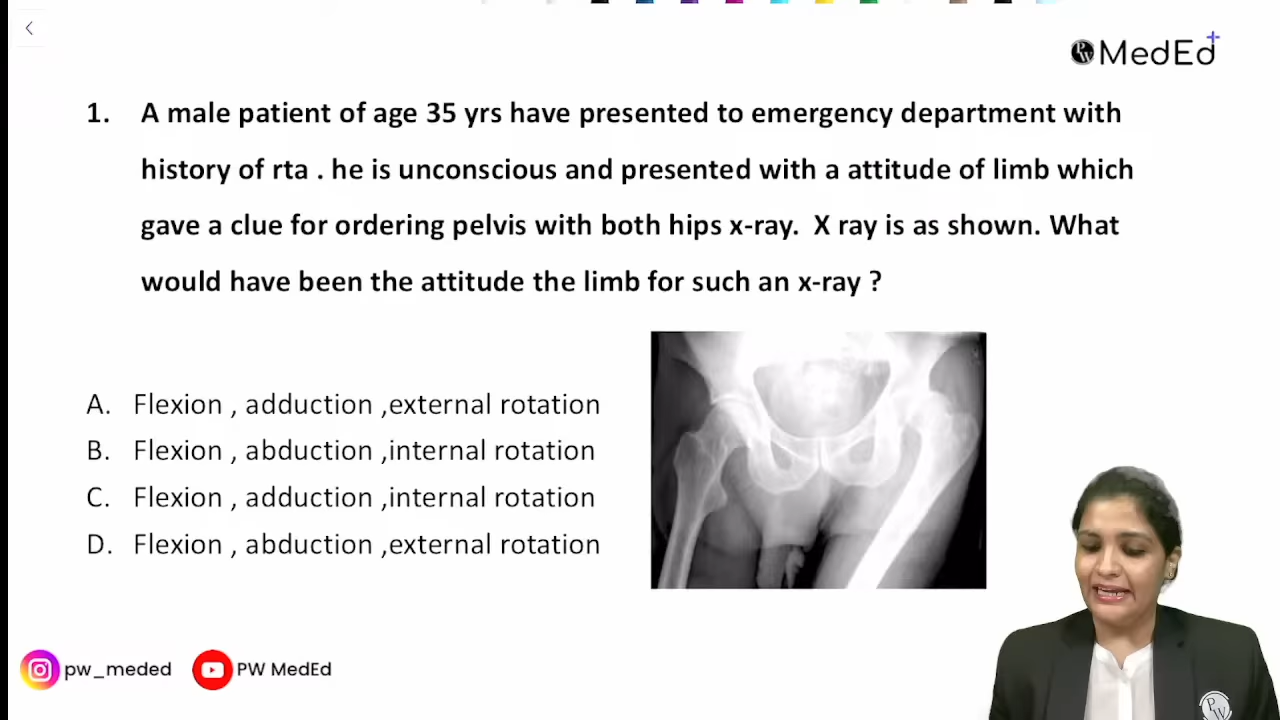 PW MedEd
1. A male patient of age 35 yrs have presented to emergency department with
history of rta . he is unconscious and presented with a attitude of limb which
gave a clue for ordering pelvis with both hips x-ray. X ray is as shown. What
would have been the attitude the limb for such an x-ray ?
A. Flexion , adduction ,external rotation
B. Flexion , abduction ,internal rotation
C. Flexion , adduction ,internal rotation
D. Flexion , abduction ,external rotation
pw_meded PW MedEd
PW